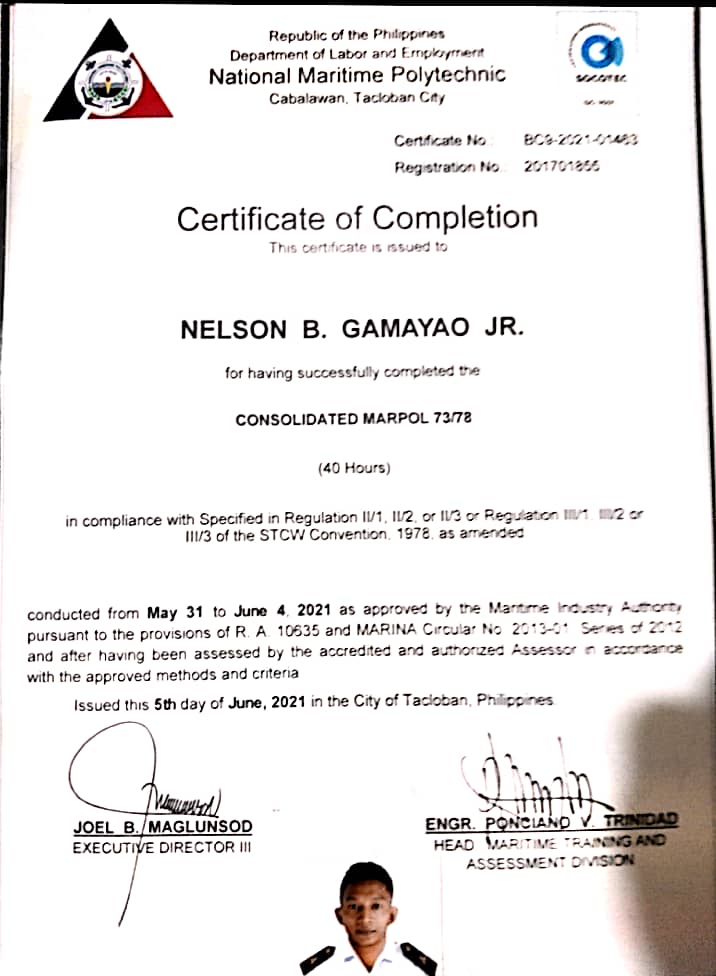 Republic of the Philippines
Department of Labor and Employment
National Maritime Polytechnic
Cabalawan, Tacloban City
SOCOTEC
Certificate No.: BC9-2021-01483
Registration No.: 201701866
Certificate of Completion
This certificate is issued to
NELSON B. GAMAYAO JR.
for having successfully completed the
CONSOLIDATED MARPOL 73/78
(40 Hours)
in compliance with Specified in Regulation II/1, II/2, or II/3 or Regulation III/1, III/2 or
III/3 of the STCW Convention, 1978, as amended
conducted from May 31 to June 4, 2021 as approved by the Maritime Industry Authority
pursuant to the provisions of R. A. 10635 and MARINA Circular No. 2013-01 Series of 2012
and after having been assessed by the accredited and authorized Assessor in accordance
with the approved methods and criteria
Issued this 5th day of June, 2021 in the City of Tacloban, Philippines.
JOEL B. MAGLUNSOD
EXECUTIVE DIRECTOR III
ENGR. PONCIANO V. TRINIDAD
HEAD MARITIME TRAINING AND
ASSESSMENT DIVISION